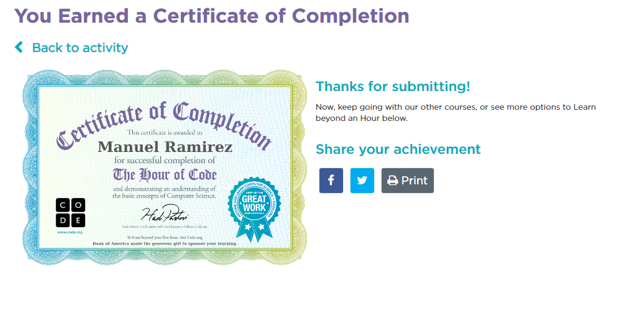 You Earned a Certificate of Completion
Back to activity
Certificate of Completion
This certificate is awarded to
Manuel Ramirez
for successful completion of
The Hour of Code
and demonstrating an understanding of
the basic concepts of Computer Science.
C O
D E
www.code.org
GREAT
WORK
To learn beyond your first hour, visit Code.org.
Bank of America made the generous gift to sponsor your learning
Thanks for submitting!
Now, keep going with our other courses, or see more options to Learn
beyond an Hour below.
Share your achievement
Print